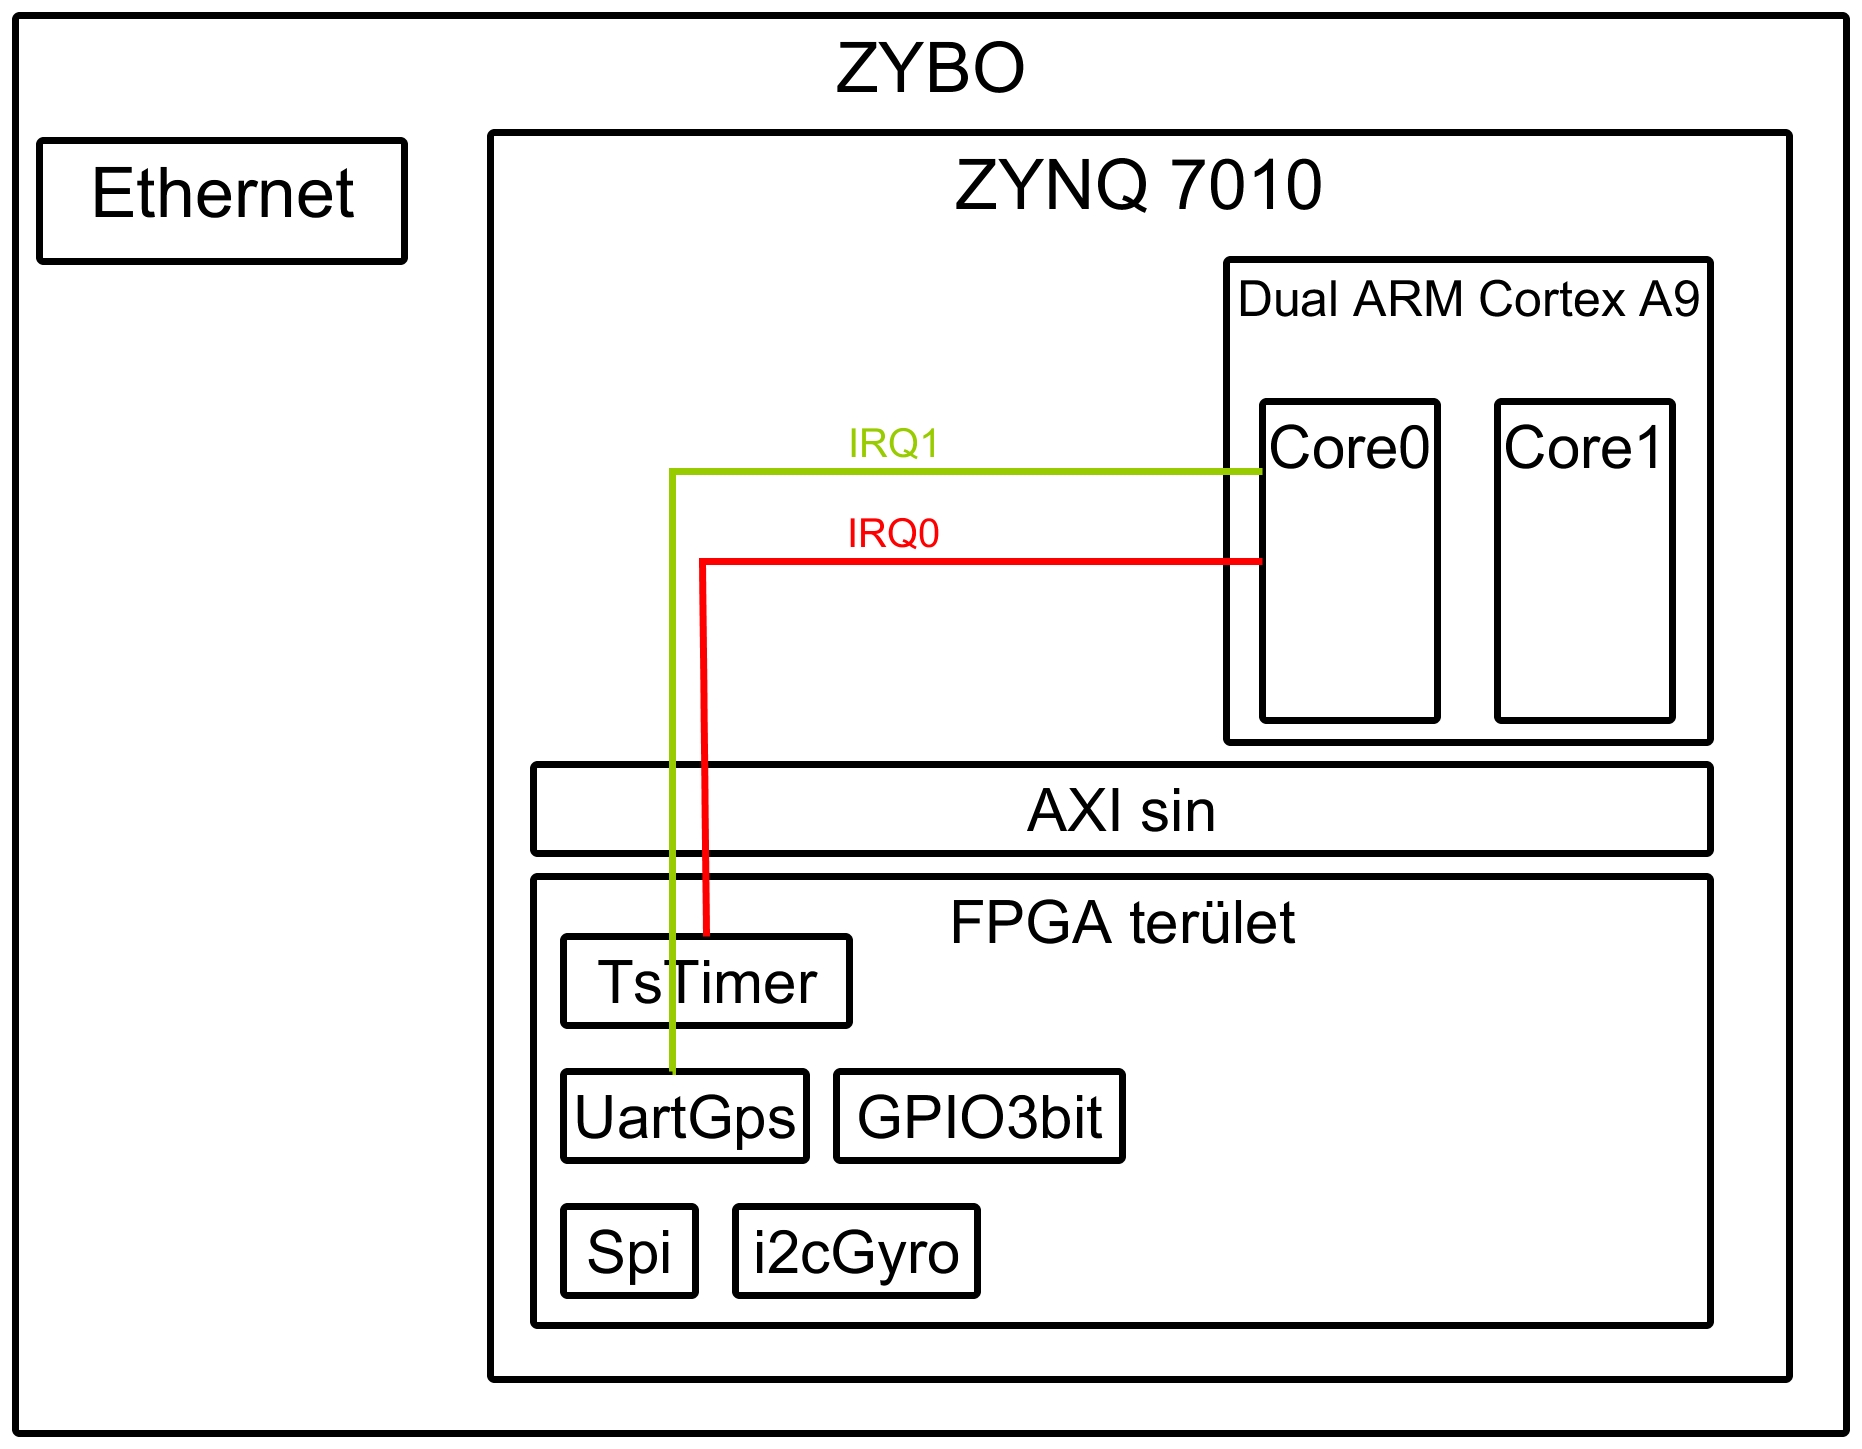 ZYBO
Ethernet
ZYNQ 7010
Dual ARM Cortex A9
Core0
Core1
IRQ1
IRQ0
AXI sin
FPGA terület
TsTimer
UartGps
GPIO3bit
Spi
i2cGyro